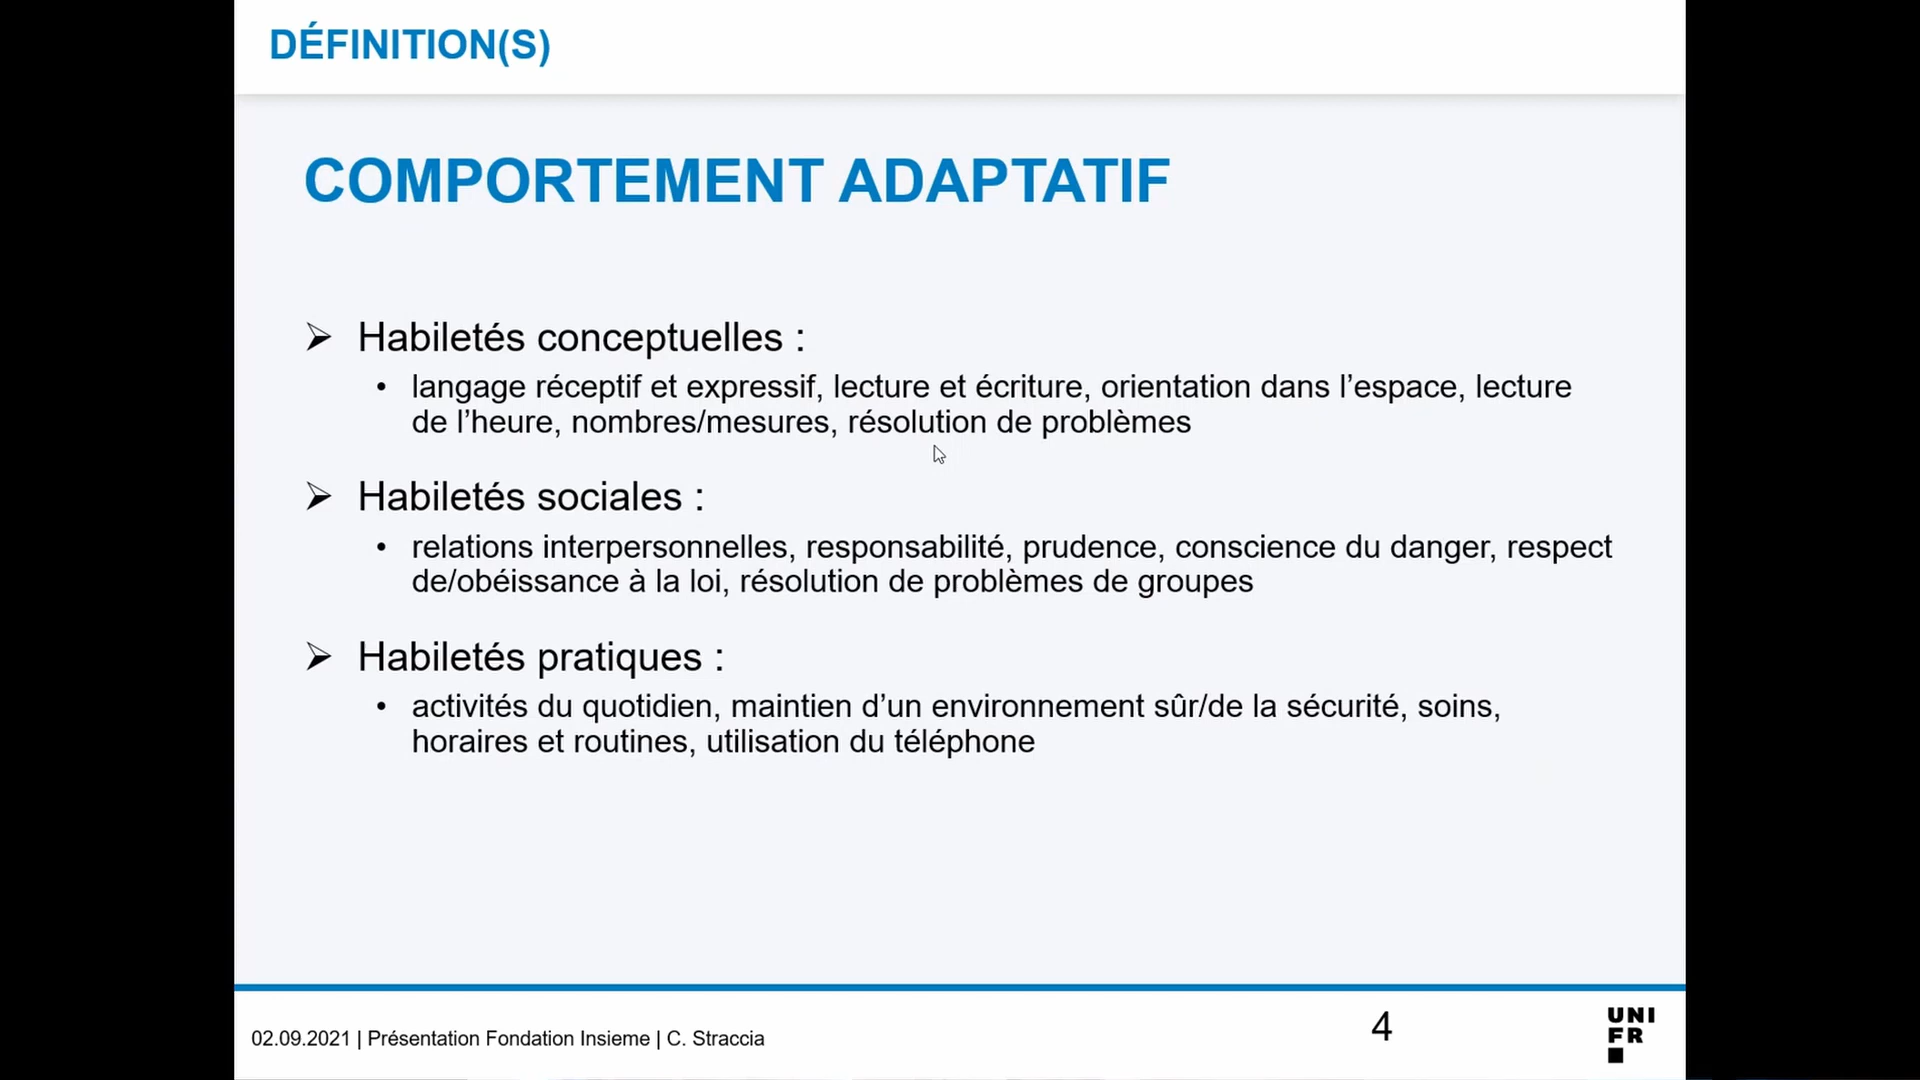 DÉFINITION(S)
COMPORTEMENT ADAPTATIF
➢ Habiletés conceptuelles :
• langage réceptif et expressif, lecture et écriture, orientation dans l’espace, lecture
de l’heure, nombres/mesures, résolution de problèmes
➢ Habiletés sociales :
• relations interpersonnelles, responsabilité, prudence, conscience du danger, respect
de/obéissance à la loi, résolution de problèmes de groupes
➢ Habiletés pratiques :
• activités du quotidien, maintien d’un environnement sûr/de la sécurité, soins,
horaires et routines, utilisation du téléphone
02.09.2021 | Présentation Fondation Insieme | C. Straccia
4
UNI
FR